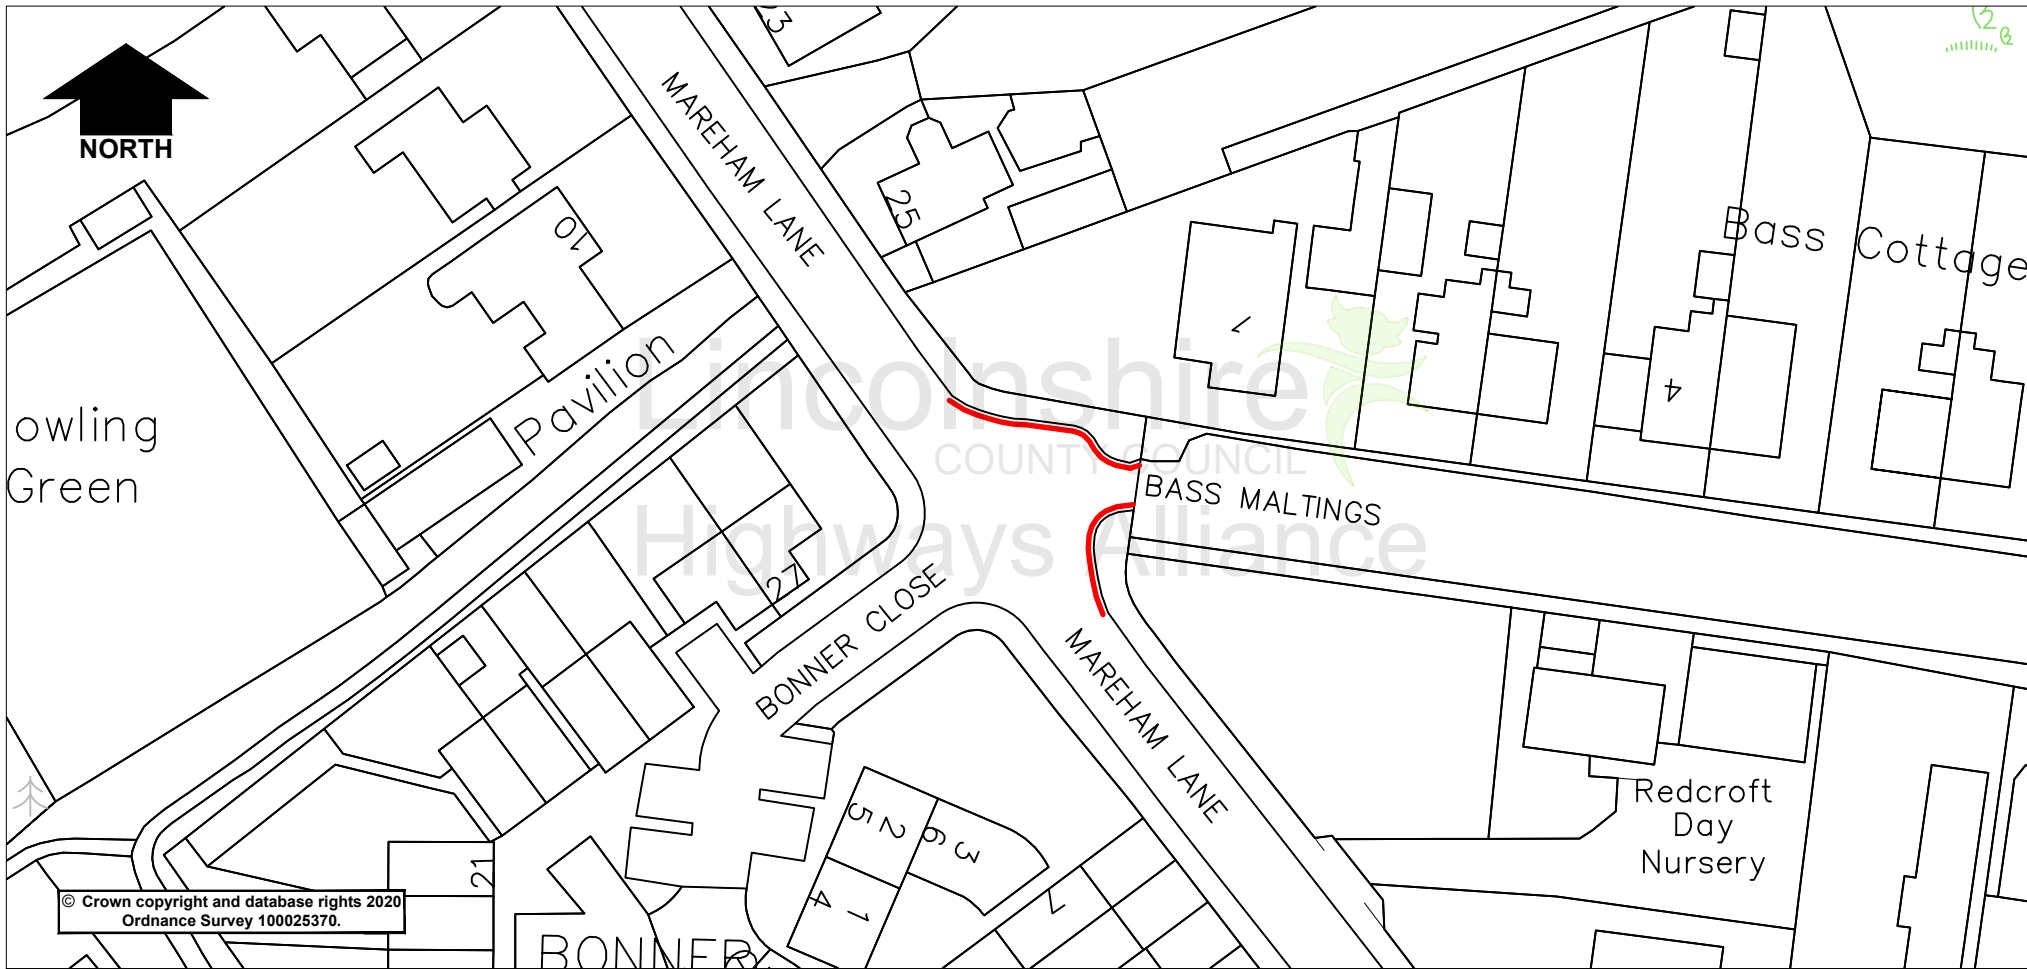 23
NORTH
MAREHAM LANE
25
10
Bass Cottage
Pavilion
1
4
owling
Green
Lincolnshire
COUNTY COUNCIL
Highways Alliance
BASS MALTINGS
27
BONNER CLOSE
MAREHAM LANE
Redcroft
Day
Nursery
5
2
6
3
4
1
7
21
© Crown copyright and database rights 2020
Ordnance Survey 100025370.
BONNER